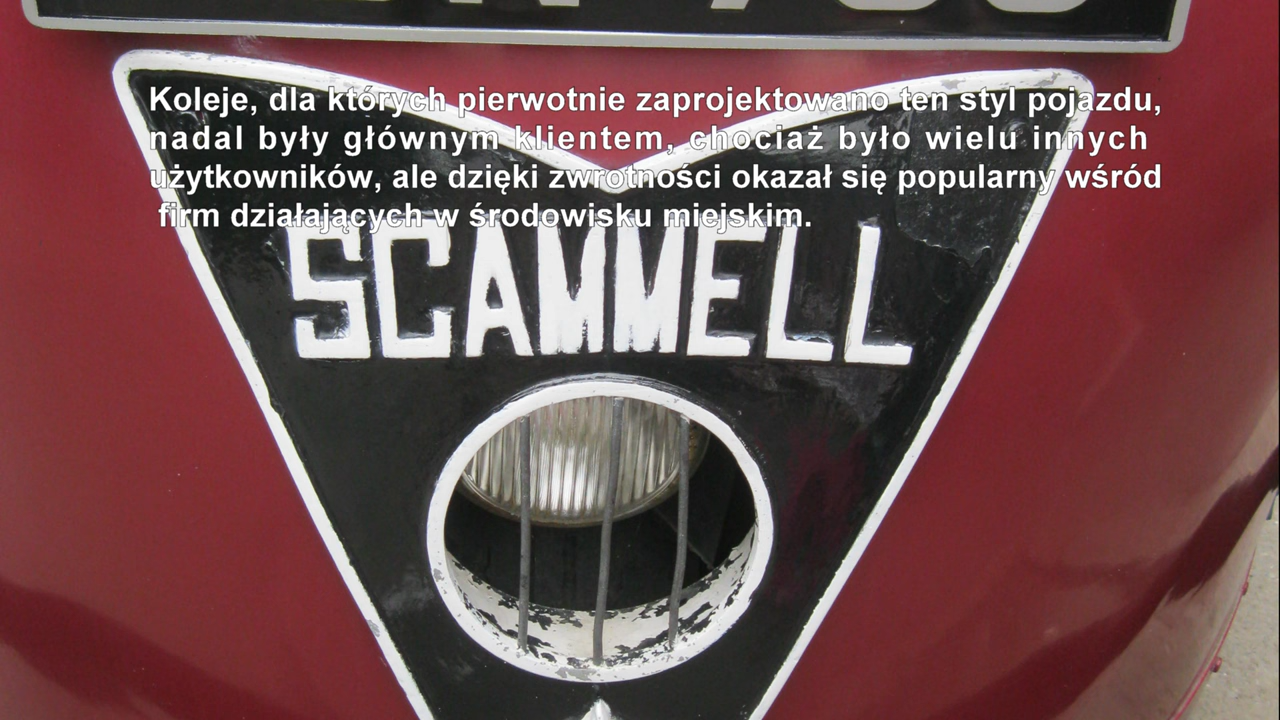 Koleje, dla których pierwotnie zaprojektowano ten styl pojazdu,
nadal były głównym klientem, chociaż było wielu innych
użytkowników, ale dzięki zwrotności okazał się popularny wśród
firm działających w środowisku miejskim.
SCAMMELL